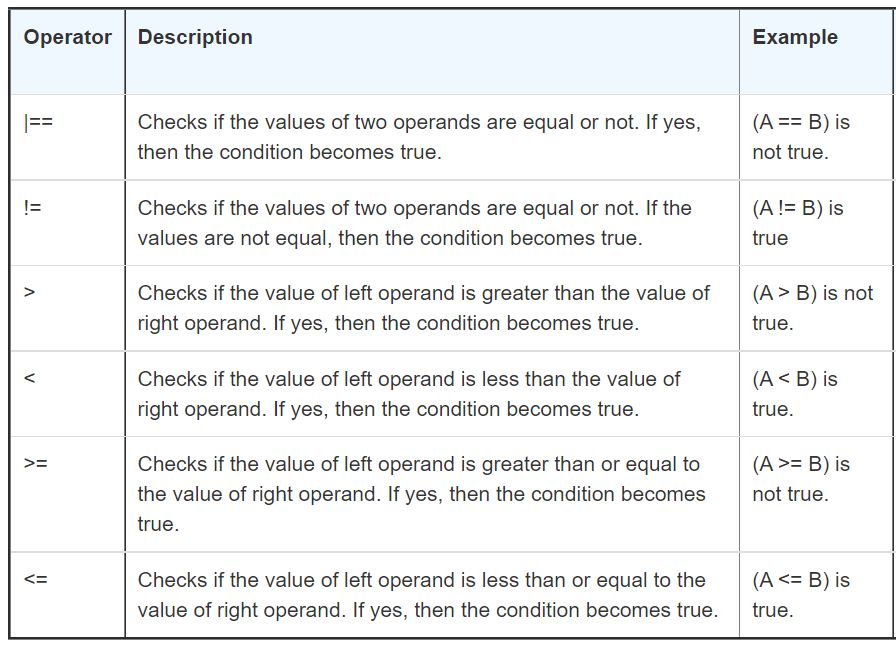 Operator Description Example
|== Checks if the values of two operands are equal or not. If yes, (A == B) is
then the condition becomes true. not true.
!= Checks if the values of two operands are equal or not. If the (A != B) is
values are not equal, then the condition becomes true. true
> Checks if the value of left operand is greater than the value of (A > B) is not
right operand. If yes, then the condition becomes true. true.
< Checks if the value of left operand is less than the value of (A < B) is
right operand. If yes, then the condition becomes true. true.
>= Checks if the value of left operand is greater than or equal to (A >= B) is
the value of right operand. If yes, then the condition becomes not true.
true.
<= Checks if the value of left operand is less than or equal to the (A <= B) is
value of right operand. If yes, then the condition becomes true. true.